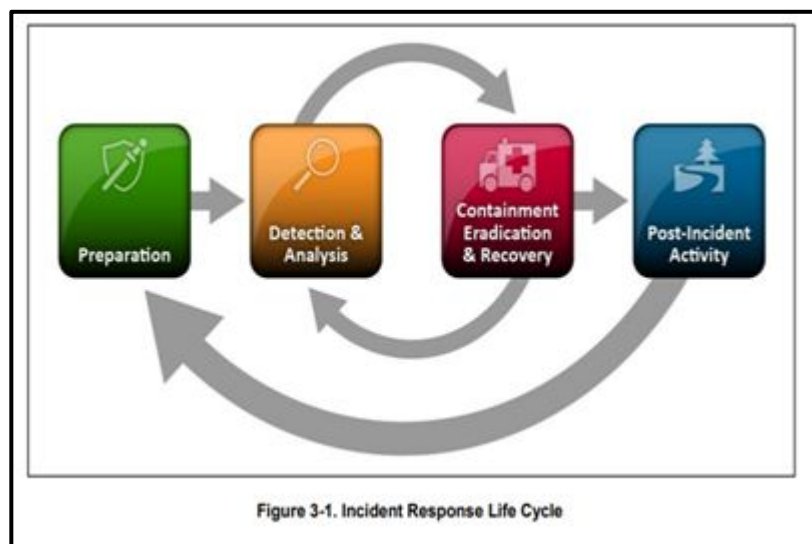 Preparation
Detection &
Analysis
Containment
Eradication
& Recovery
Post-Incident
Activity
Figure 3-1. Incident Response Life Cycle